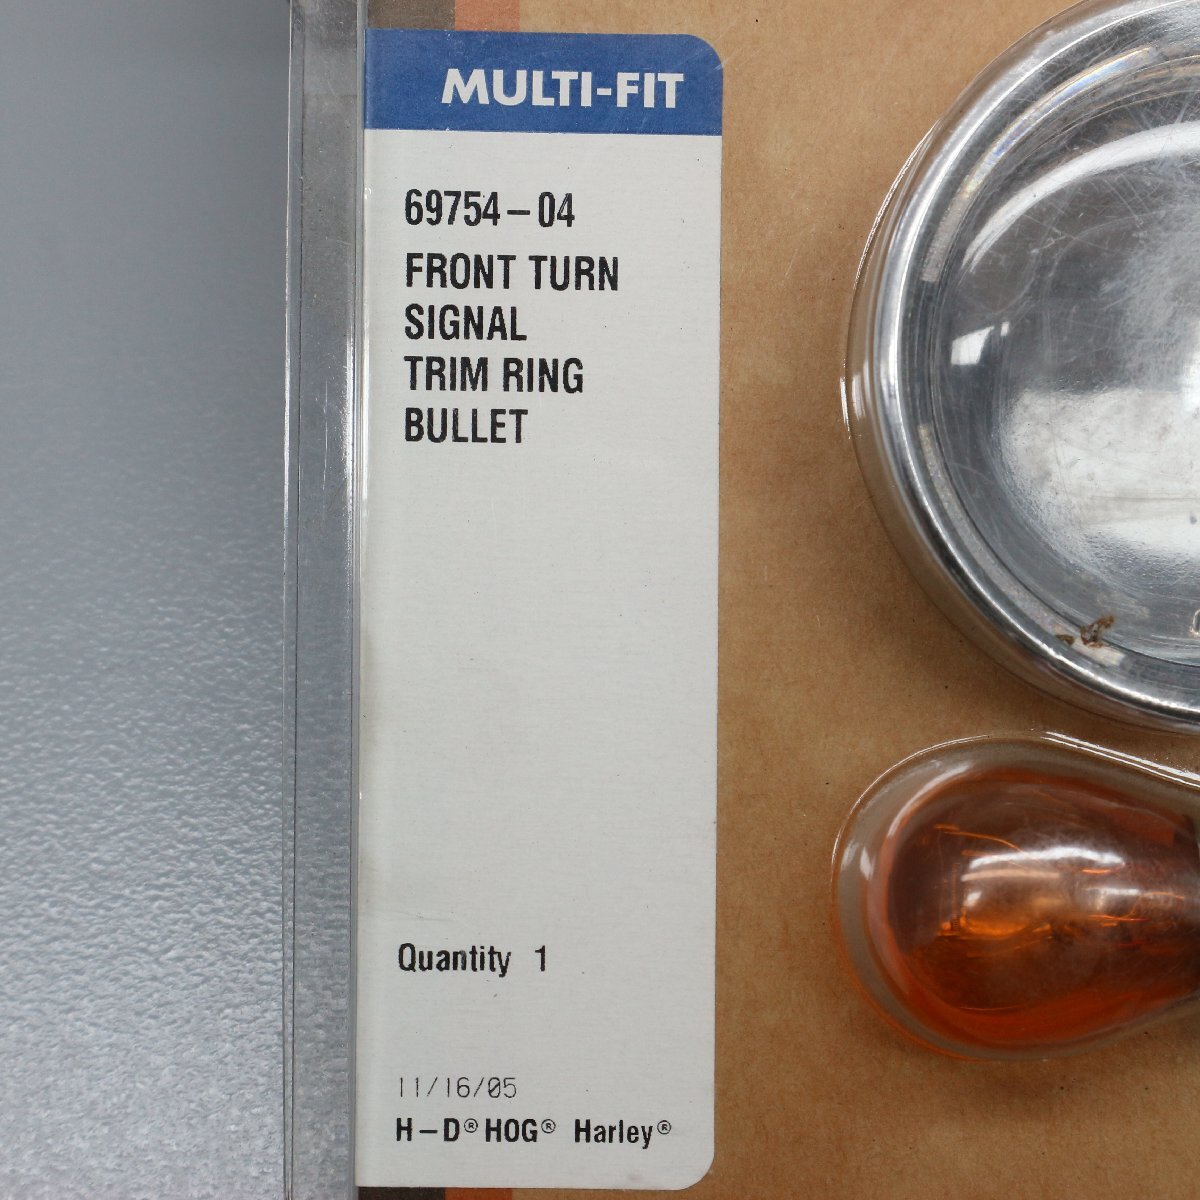 MULTI-FIT
69754-04
FRONT TURN
SIGNAL
TRIM RING
BULLET
Quantity 1
11/16/05
H-D® HOG® Harley®